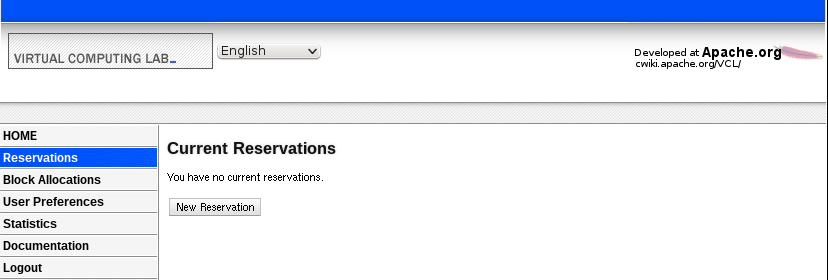 VIRTUAL COMPUTING LAB_
English
Developed at Apache.org
cwiki.apache.org/VCL/
HOME
Reservations
Block Allocations
User Preferences
Statistics
Documentation
Logout
Current Reservations
You have no current reservations.
New Reservation